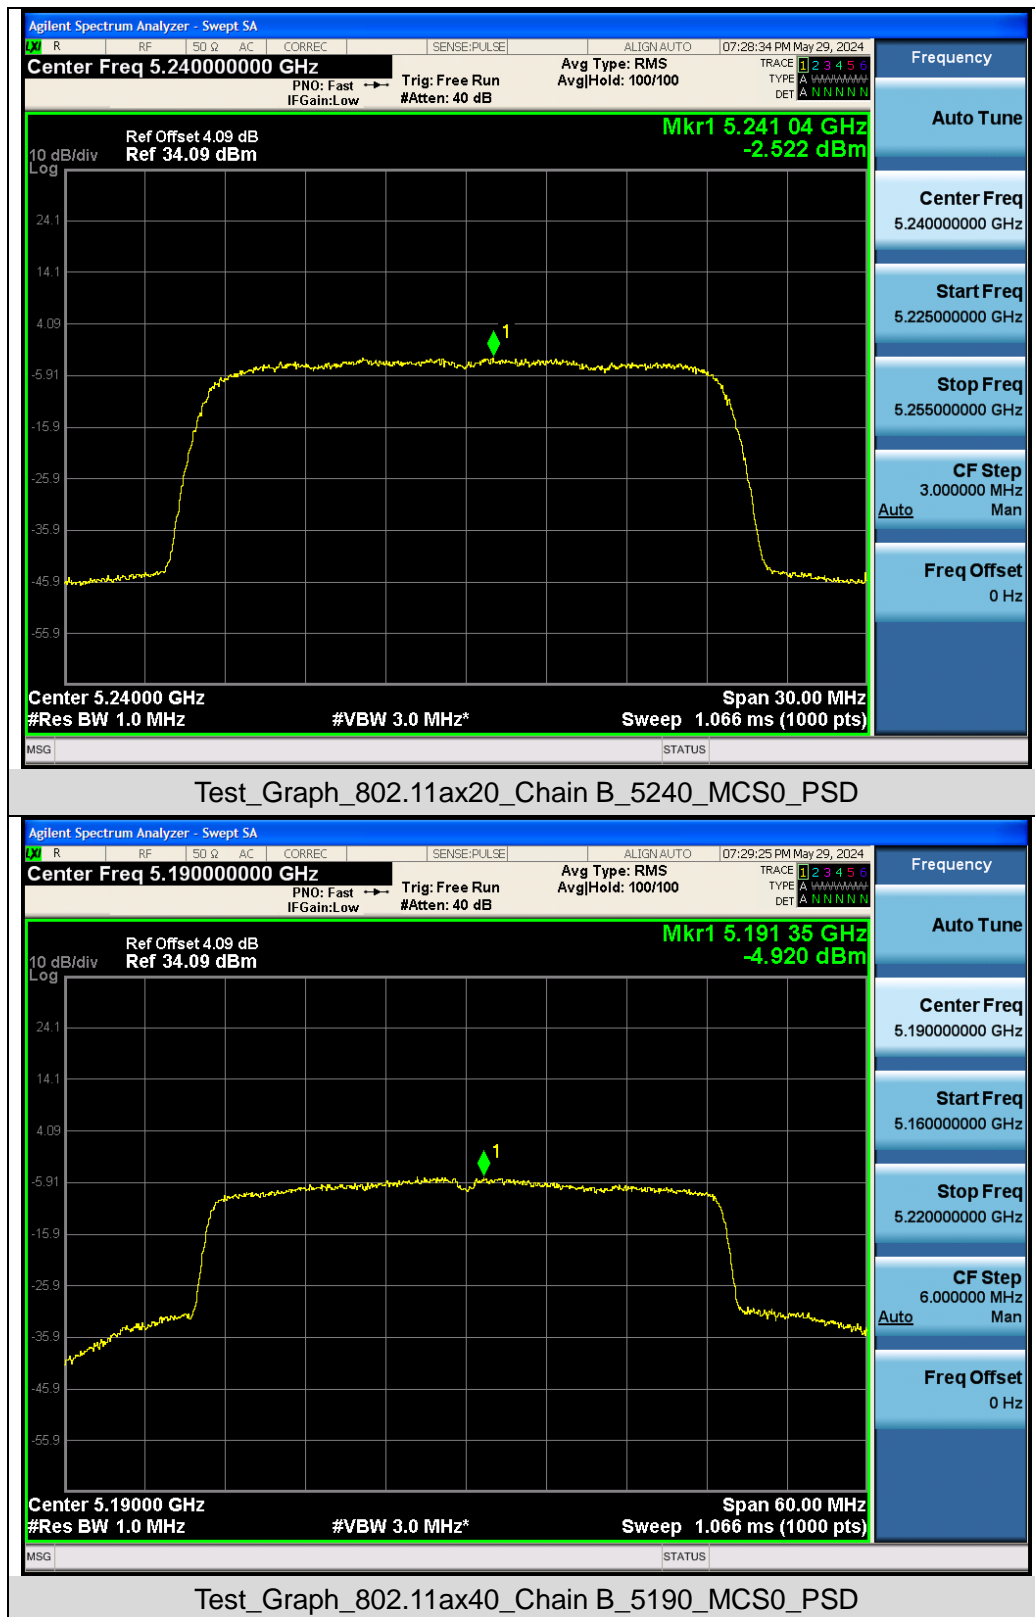 Agilent Spectrum Analyzer - Swept SA
LXI R RF 50 Ω AC CORREC SENSE:PULSE ALIGN AUTO 07:28:34 PM May 29, 2024
Center Freq 5.240000000 GHz
PNO: Fast
IFGain:Low
Trig: Free Run
#Atten: 40 dB
Avg Type: RMS
Avg|Hold: 100/100
TRACE 1 2 3 4 5 6
TYPE A WWWWW
DET A N N N N N
Ref Offset 4.09 dB
Ref 34.09 dBm
10 dB/div
Log
Mkr1 5.241 04 GHz
-2.522 dBm
24.1
14.1
4.09
1
-5.91
-15.9
-25.9
-35.9
-45.9
-55.9
Center 5.24000 GHz
Span 30.00 MHz
#Res BW 1.0 MHz
#VBW 3.0 MHz*
Sweep 1.066 ms (1000 pts)
MSG
STATUS
Frequency
Auto Tune
Center Freq
5.240000000 GHz
Start Freq
5.225000000 GHz
Stop Freq
5.255000000 GHz
CF Step
3.000000 MHz
Auto Man
Freq Offset
0 Hz
Test_Graph_802.11ax20_Chain B_5240_MCS0_PSD
Agilent Spectrum Analyzer - Swept SA
LXI R RF 50 Ω AC CORREC SENSE:PULSE ALIGN AUTO 07:29:25 PM May 29, 2024
Center Freq 5.190000000 GHz
PNO: Fast
IFGain:Low
Trig: Free Run
#Atten: 40 dB
Avg Type: RMS
Avg|Hold: 100/100
TRACE 1 2 3 4 5 6
TYPE A WWWWW
DET A N N N N N
Ref Offset 4.09 dB
Ref 34.09 dBm
10 dB/div
Log
Mkr1 5.191 35 GHz
-4.920 dBm
24.1
14.1
4.09
1
-5.91
-15.9
-25.9
-35.9
-45.9
-55.9
Center 5.19000 GHz
Span 60.00 MHz
#Res BW 1.0 MHz
#VBW 3.0 MHz*
Sweep 1.066 ms (1000 pts)
MSG
STATUS
Frequency
Auto Tune
Center Freq
5.190000000 GHz
Start Freq
5.160000000 GHz
Stop Freq
5.220000000 GHz
CF Step
6.000000 MHz
Auto Man
Freq Offset
0 Hz
Test_Graph_802.11ax40_Chain B_5190_MCS0_PSD